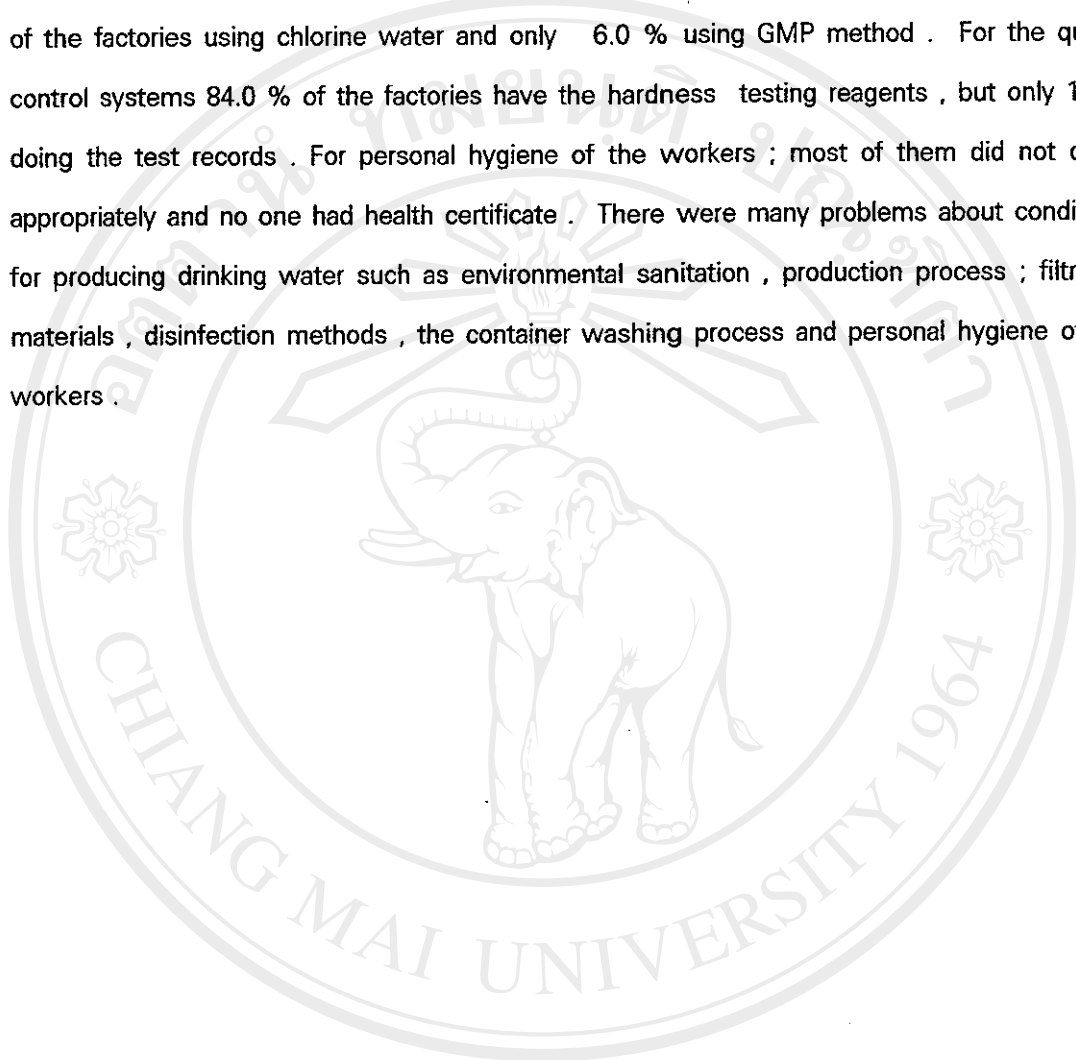 of the factories using chlorine water and only 6.0 % using GMP method . For the
control systems 84.0 % of the factories have the hardness testing reagents , but only
doing the test records . For personal hygiene of the workers ; most of them did not
appropriately and no one had health certificate . There were many problems about
for producing drinking water such as environmental sanitation , production process ;
materials , disinfection methods , the container washing process and personal hygiene
workers .
CHIANG MAI UNIVERSITY 1964